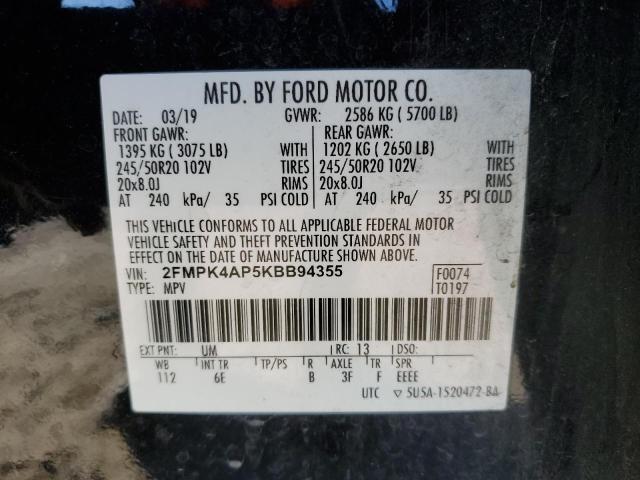 MFD. BY FORD MOTOR CO.
DATE: 03/19 GVWR: 2586 KG ( 5700 LB)
FRONT GAWR: REAR GAWR:
1395 KG ( 3075 LB) WITH 1202 KG ( 2650 LB) WITH
245/50R20 102V TIRES 245/50R20 102V TIRES
20x8.0J RIMS 20x8.0J RIMS
AT 240 kPa/ 35 PSI COLD AT 240 kPa/ 35 PSI COLD
THIS VEHICLE CONFORMS TO ALL APPLICABLE FEDERAL MOTOR
VEHICLE SAFETY AND THEFT PREVENTION STANDARDS IN
EFFECT ON THE DATE OF MANUFACTURE SHOWN ABOVE.
VIN: 2FMPK4AP5KBB94355 F0074
TYPE: MPV T0197
EXT PNT: UM RC: 13 DSO:
WB INT TR TP/PS R AXLE TR SPR
112 6E B 3F F EEEE
UTC ▽ 5U5A-1520472-BA